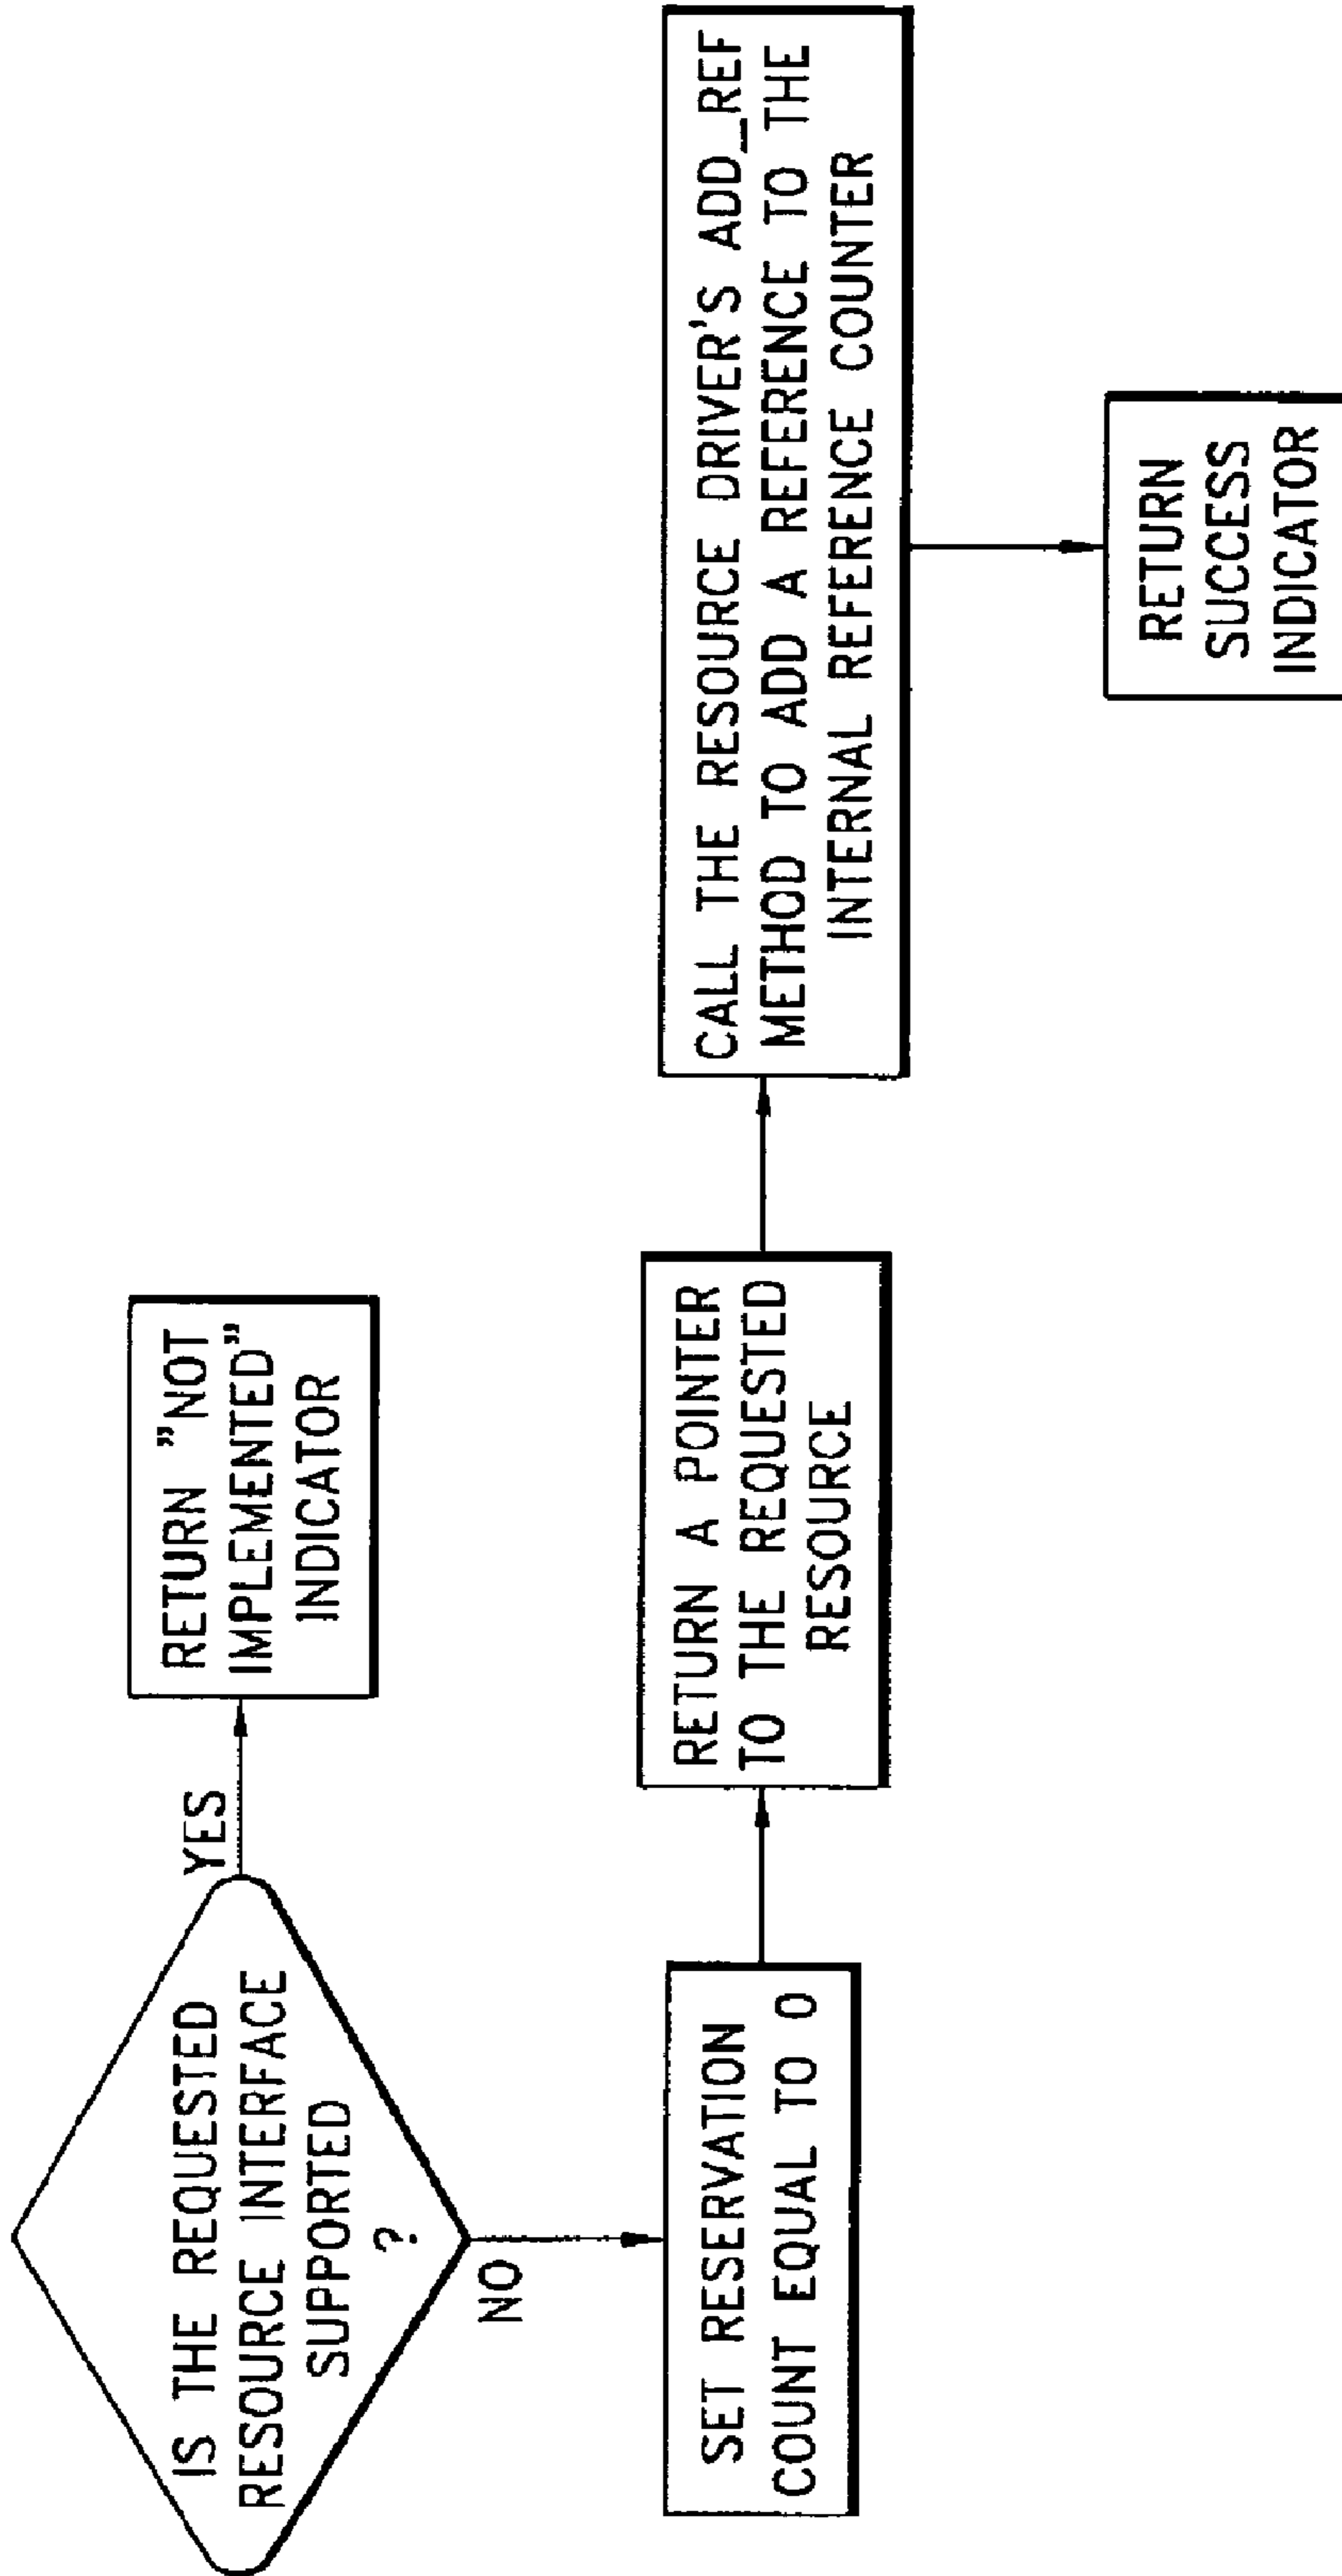 IS THE REQUESTED
RESOURCE INTERFACE
SUPPORTED
?
YES
RETURN "NOT
IMPLEMENTED"
INDICATOR
NO
SET RESERVATION
COUNT EQUAL TO 0
RETURN A POINTER
TO THE REQUESTED
RESOURCE
CALL THE RESOURCE DRIVER'S ADD_REF
METHOD TO ADD A REFERENCE TO THE
INTERNAL REFERENCE COUNTER
RETURN
SUCCESS
INDICATOR